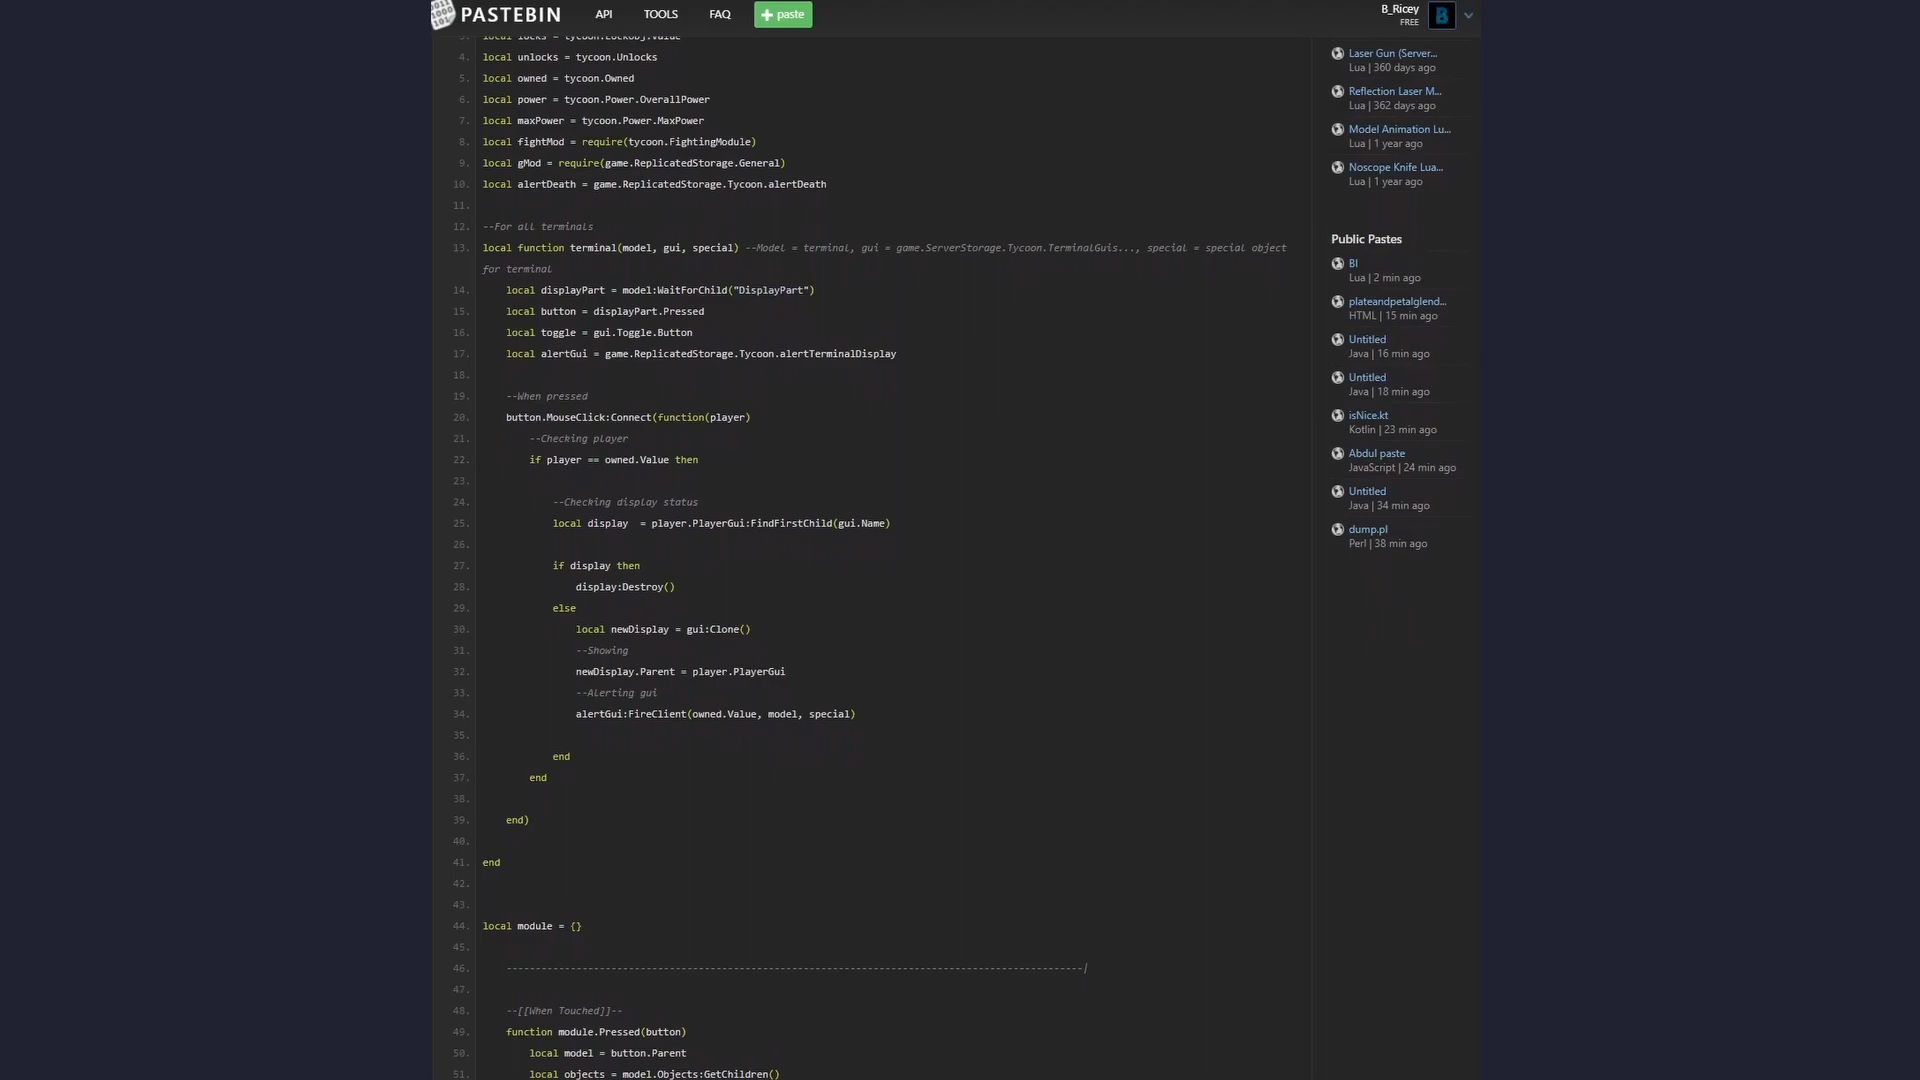 PASTEBIN API TOOLS FAQ + paste
B_Ricey
FREE
B
3. local locks = tycoon.LockObj.Value
4. local unlocks = tycoon.Unlocks
5. local owned = tycoon.Owned
6. local power = tycoon.Power.OverallPower
7. local maxPower = tycoon.Power.MaxPower
8. local fightMod = require(tycoon.FightingModule)
9. local gMod = require(game.ReplicatedStorage.General)
10. local alertDeath = game.ReplicatedStorage.Tycoon.alertDeath
11.
12. --For all terminals
13. local function terminal(model, gui, special) --Model = terminal, gui = game.ServerStorage.Tycoon.TerminalGuis..., special = special object
for terminal
14. local displayPart = model:WaitForChild("DisplayPart")
15. local button = displayPart.Pressed
16. local toggle = gui.Toggle.Button
17. local alertGui = game.ReplicatedStorage.Tycoon.alertTerminalDisplay
18.
19. --When pressed
20. button.MouseClick:Connect(function(player)
21. --Checking player
22. if player == owned.Value then
23.
24. --Checking display status
25. local display  = player.PlayerGui:FindFirstChild(gui.Name)
26.
27. if display then
28. display:Destroy()
29. else
30. local newDisplay = gui:Clone()
31. --Showing
32. newDisplay.Parent = player.PlayerGui
33. --Alerting gui
34. alertGui:FireClient(owned.Value, model, special)
35.
36. end
37. end
38.
39. end)
40.
41. end
42.
43.
44. local module = {}
45.
46. ---------------------------------------------------------------------------------------------------|
47.
48. --[[When Touched]]--
49. function module.Pressed(button)
50. local model = button.Parent
51. local objects = model.Objects:GetChildren()
Laser Gun (Server...
Lua | 360 days ago
Reflection Laser M...
Lua | 362 days ago
Model Animation Lu...
Lua | 1 year ago
Noscope Knife Lua...
Lua | 1 year ago
Public Pastes
BI
Lua | 2 min ago
plateandpetalglend...
HTML | 15 min ago
Untitled
Java | 16 min ago
Untitled
Java | 18 min ago
isNice.kt
Kotlin | 23 min ago
Abdul paste
JavaScript | 24 min ago
Untitled
Java | 34 min ago
dump.pl
Perl | 38 min ago